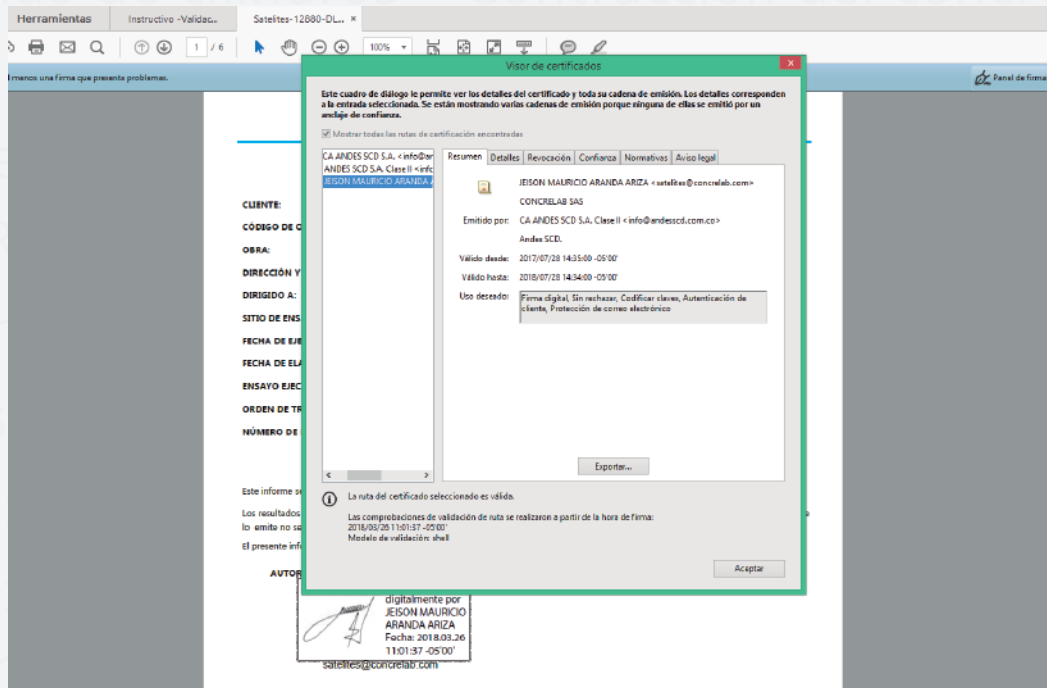 Herramientas
Instructivo -Validac...
Satelites-12880-DL... ×
1 / 6
100%
menos una firma que presenta problemas.
Panel de firma
Visor de certificados
x
Este cuadro de diálogo le permite ver los detalles del certificado y toda su cadena de emisión. Los detalles corresponden
a la entrada seleccionada. Se están mostrando varias cadenas de emisión porque ninguna de ellas se emitió por un
anclaje de confianza.
Mostrar todas las rutas de certificación encontradas
CA ANDES SCD S.A. <info@an
ANDES SCD S.A. Clase II <info
JEISON MAURICIO ARANDA A
Resumen
Detalles
Revocación
Confianza
Normativas
Aviso legal
JEISON MAURICIO ARANDA ARIZA <satelites@concrelab.com>
CONCRELAB SAS
Emitido por: CA ANDES SCD S.A. Clase II <info@andesscd.com.co>
Andes SCD.
Válido desde: 2017/07/28 14:35:00 -05'00'
Válido hasta: 2018/07/28 14:34:00 -05'00'
Uso deseado: Firma digital, Sin rechazar, Codificar claves, Autenticación de
cliente, Protección de correo electrónico
Exportar...
La ruta del certificado seleccionado es válida.
Las comprobaciones de validación de ruta se realizaron a partir de la hora de firma:
2018/03/26 11:01:37 -05'00'
Modelo de validación: shell
Aceptar
CLIENTE:
CÓDIGO DE O
OBRA:
DIRECCIÓN Y
DIRIGIDO A:
SITIO DE ENS
FECHA DE EJE
FECHA DE ELA
ENSAYO EJEC
ORDEN DE TR
NÚMERO DE
Este informe se
Los resultados
lo emite no se
El presente info
AUTOR
digitalmente por
JEISON MAURICIO
ARANDA ARIZA
Fecha: 2018.03.26
11:01:37 -05'00'
satelites@concrelab.com